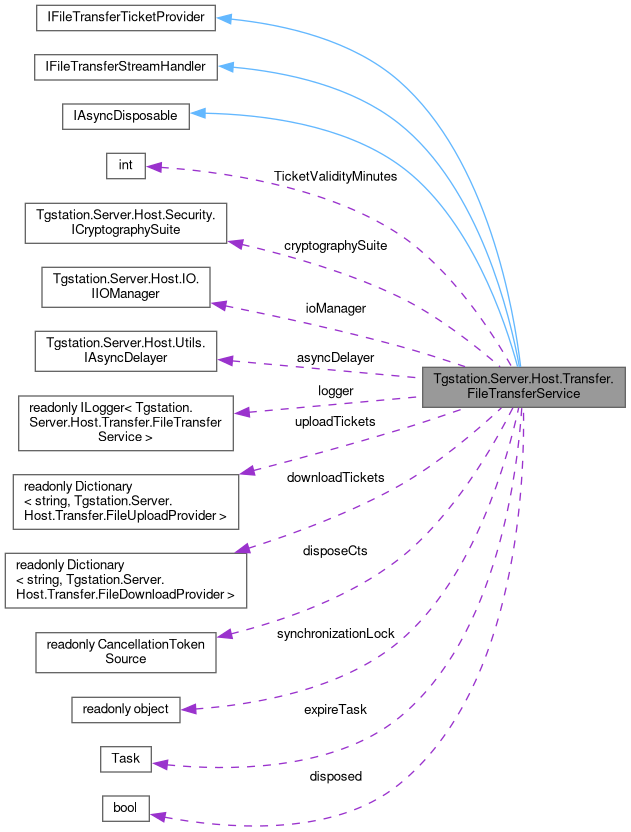 IFileTransferTicketProvider
IFileTransferStreamHandler
IAsyncDisposable
int
TicketValidityMinutes
Tgstation.Server.Host.Security.
ICryptographySuite
cryptographySuite
Tgstation.Server.Host.IO.
IIOManager
ioManager
Tgstation.Server.Host.Utils.
IAsyncDelayer
asyncDelayer
Tgstation.Server.Host.Transfer.
FileTransferService
readonly ILogger< Tgstation.
Server.Host.Transfer.FileTransfer
Service >
logger
uploadTickets
readonly Dictionary
< string, Tgstation.Server.
Host.Transfer.FileUploadProvider >
downloadTickets
readonly Dictionary
< string, Tgstation.Server.
Host.Transfer.FileDownloadProvider >
disposeCts
readonly CancellationToken
Source
synchronizationLock
readonly object
expireTask
Task
disposed
bool